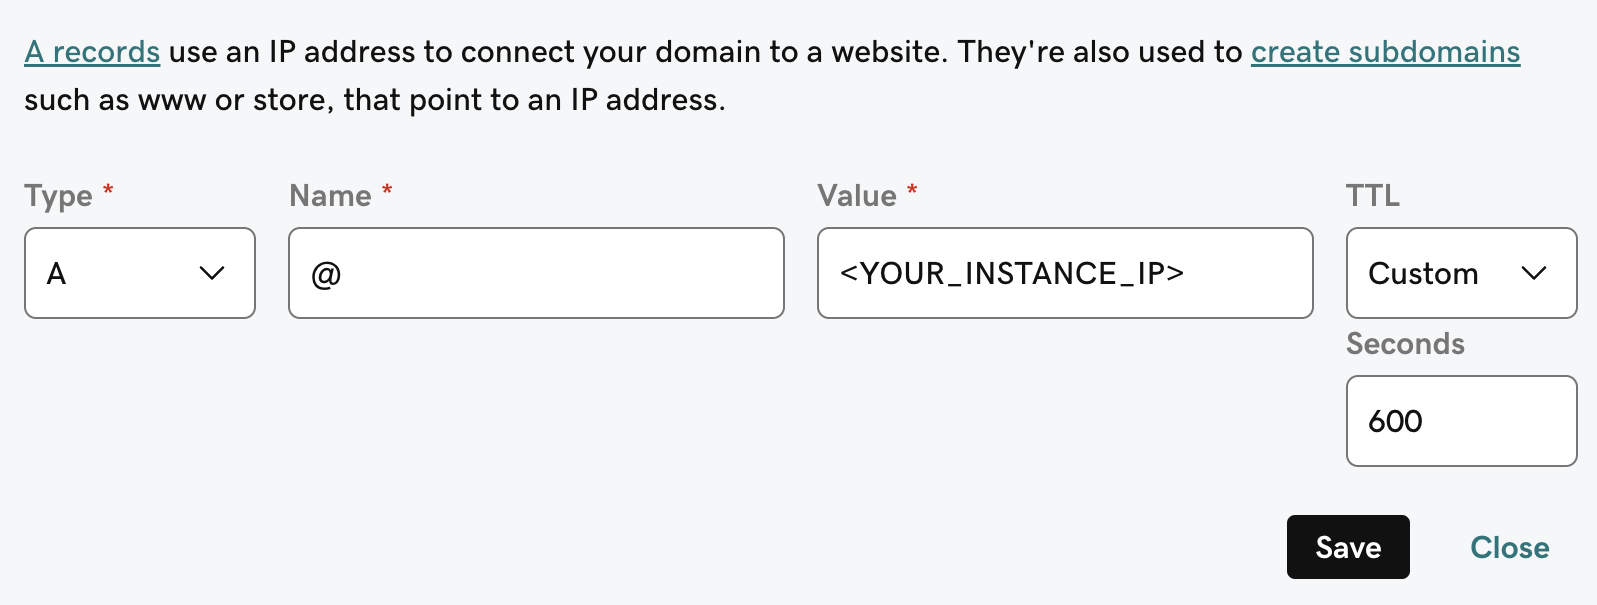 A records use an IP address to connect your domain to a website. They're also used to create subdomains
such as www or store, that point to an IP address.
Type * Name * Value * TTL
A @ <YOUR_INSTANCE_IP> Custom
Seconds
600
Save Close